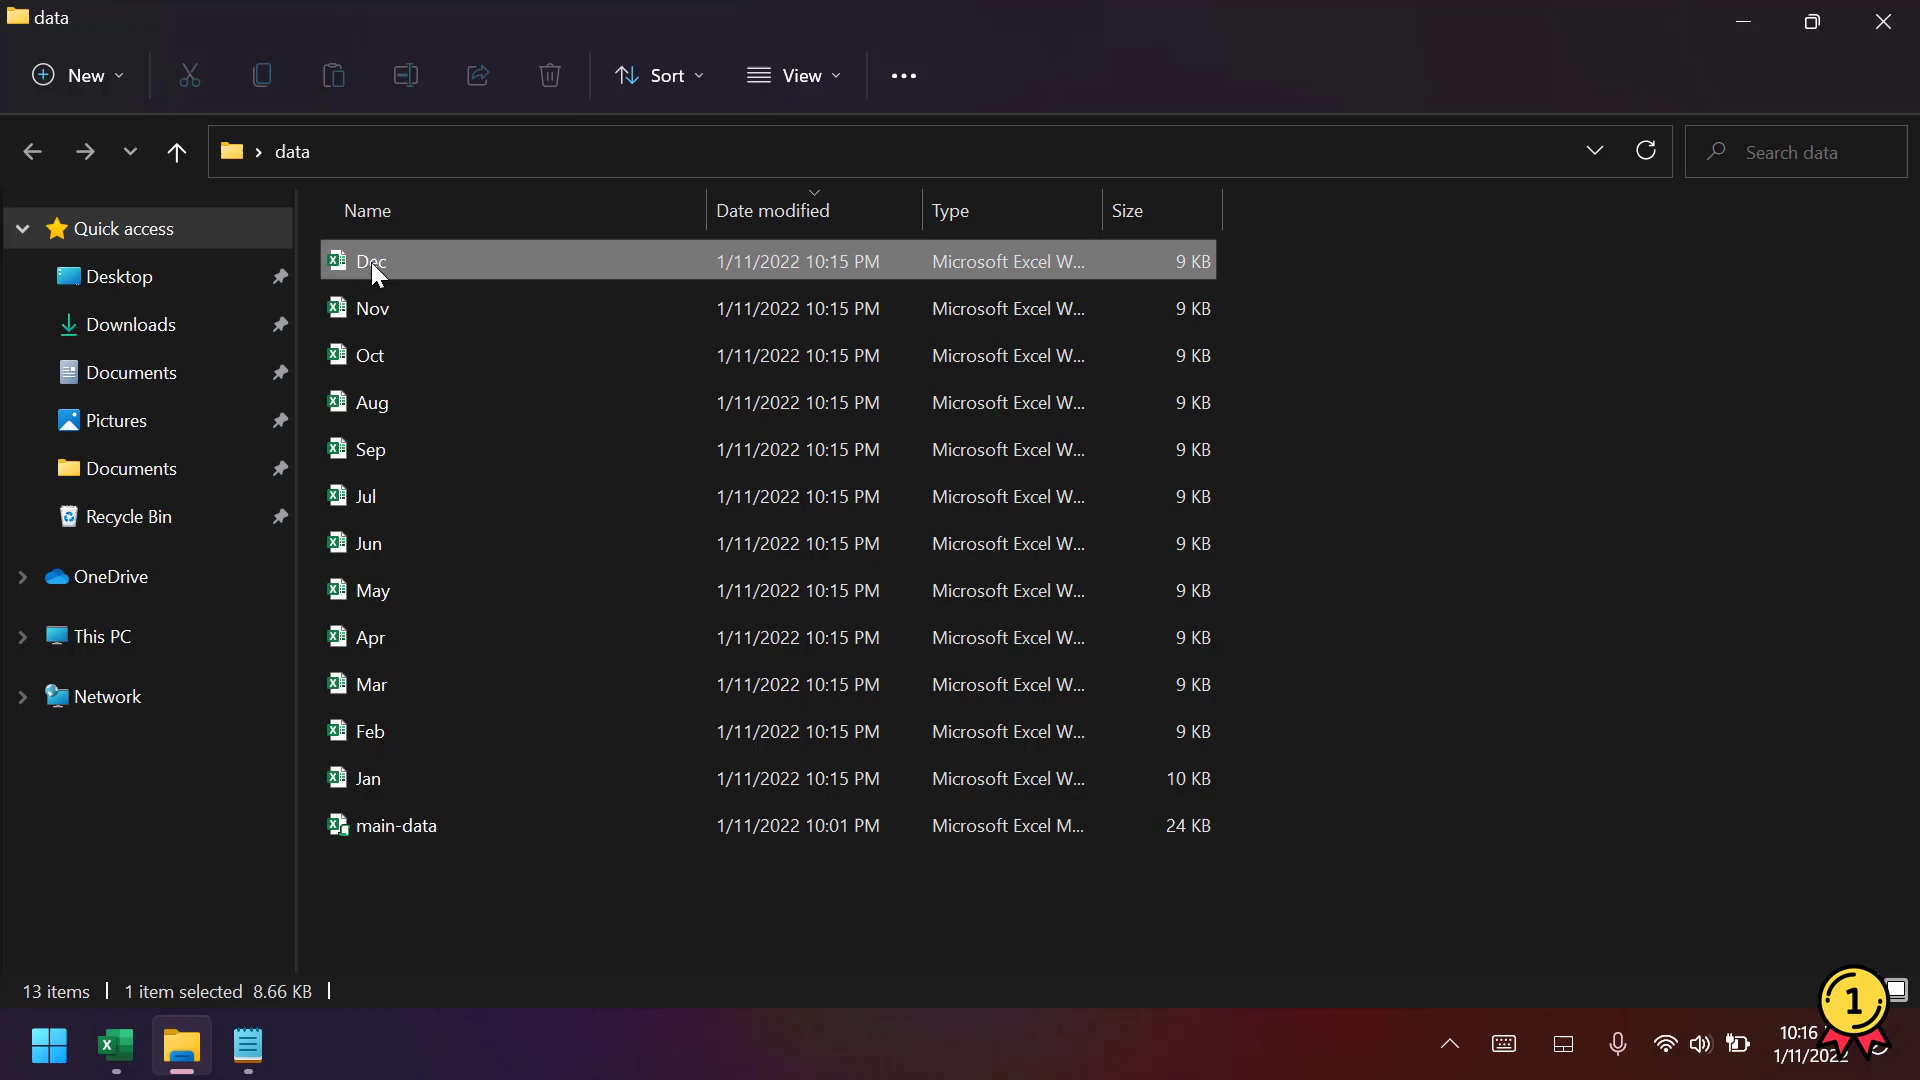 data
New
Sort
View
data
Search data
Name Date modified Type Size
Quick access
Desktop
Downloads
Documents
Pictures
Documents
Recycle Bin
OneDrive
This PC
Network
Dec 1/11/2022 10:15 PM Microsoft Excel W... 9 KB
Nov 1/11/2022 10:15 PM Microsoft Excel W... 9 KB
Oct 1/11/2022 10:15 PM Microsoft Excel W... 9 KB
Aug 1/11/2022 10:15 PM Microsoft Excel W... 9 KB
Sep 1/11/2022 10:15 PM Microsoft Excel W... 9 KB
Jul 1/11/2022 10:15 PM Microsoft Excel W... 9 KB
Jun 1/11/2022 10:15 PM Microsoft Excel W... 9 KB
May 1/11/2022 10:15 PM Microsoft Excel W... 9 KB
Apr 1/11/2022 10:15 PM Microsoft Excel W... 9 KB
Mar 1/11/2022 10:15 PM Microsoft Excel W... 9 KB
Feb 1/11/2022 10:15 PM Microsoft Excel W... 9 KB
Jan 1/11/2022 10:15 PM Microsoft Excel W... 10 KB
main-data 1/11/2022 10:01 PM Microsoft Excel M... 24 KB
13 items 1 item selected 8.66 KB
1
10:16
1/11/2022